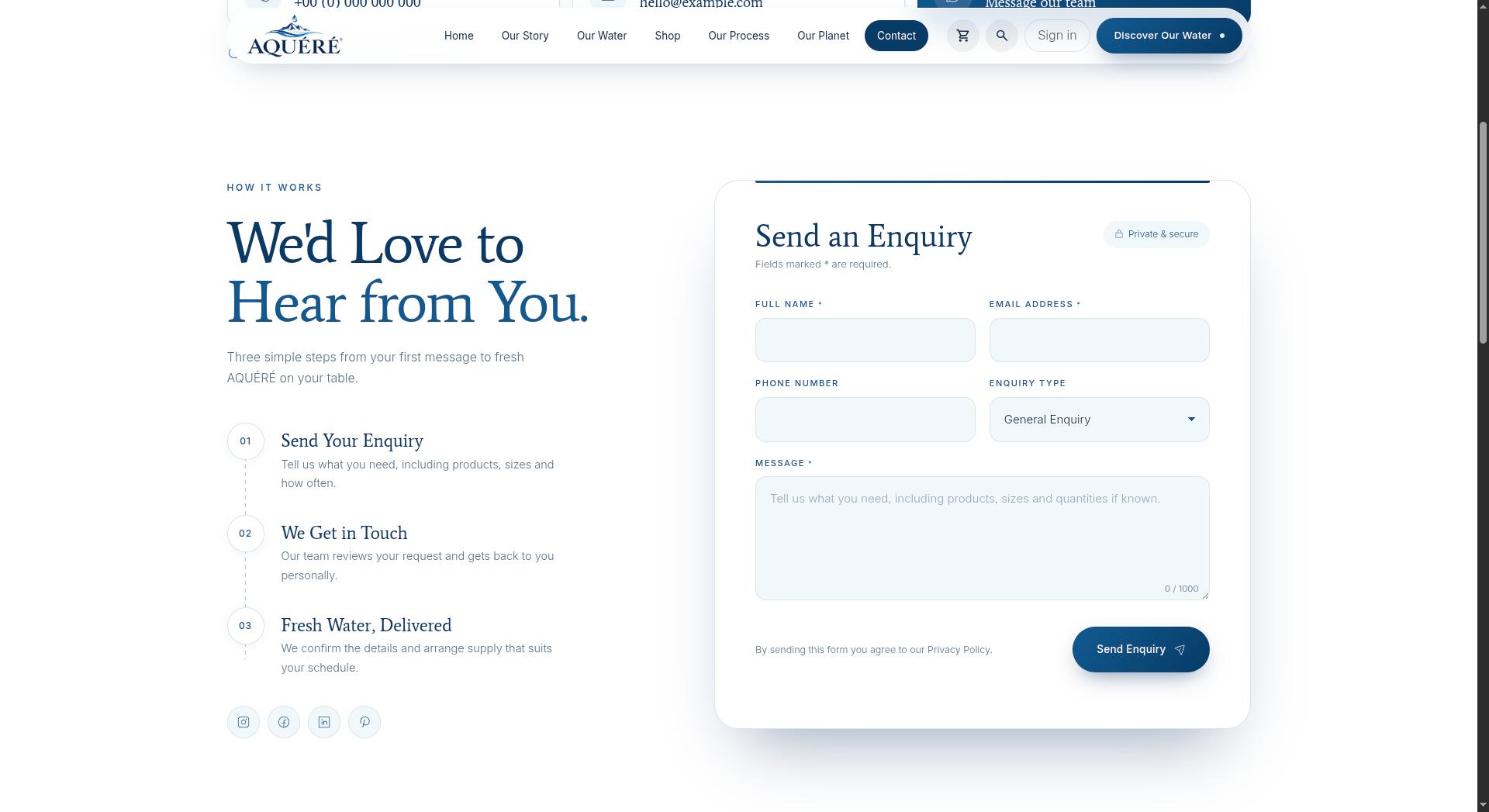 +00 (0) 000 000 000
hello@example.com
Message our team
AQUÉRÉ
Home
Our Story
Our Water
Shop
Our Process
Our Planet
Contact
Sign in
Discover Our Water
HOW IT WORKS
We'd Love to
Hear from You.
Three simple steps from your first message to fresh
AQUÉRÉ on your table.
01
Send Your Enquiry
Tell us what you need, including products, sizes and
how often.
02
We Get in Touch
Our team reviews your request and gets back to you
personally.
03
Fresh Water, Delivered
We confirm the details and arrange supply that suits
your schedule.
Send an Enquiry
Private & secure
Fields marked * are required.
FULL NAME *
EMAIL ADDRESS *
PHONE NUMBER
ENQUIRY TYPE
General Enquiry
MESSAGE *
Tell us what you need, including products, sizes and quantities if known.
0 / 1000
By sending this form you agree to our Privacy Policy.
Send Enquiry